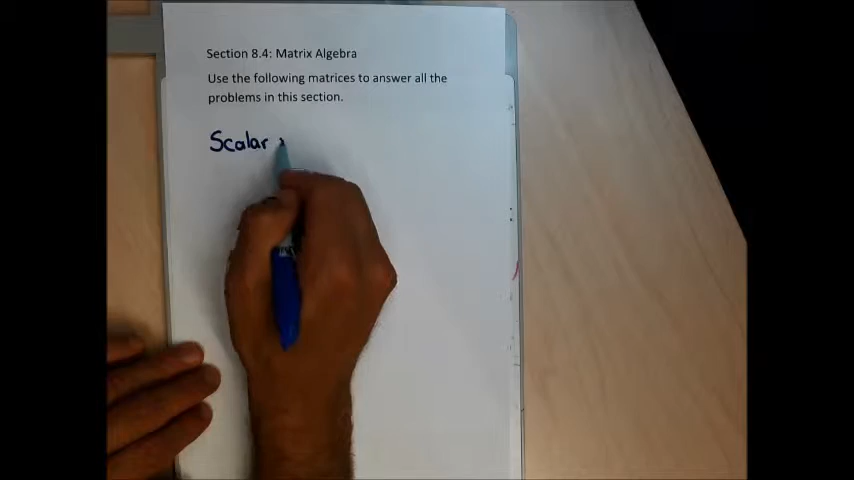 Section 8.4: Matrix Algebra
Use the following matrices to answer all the
problems in this section.
Scalar